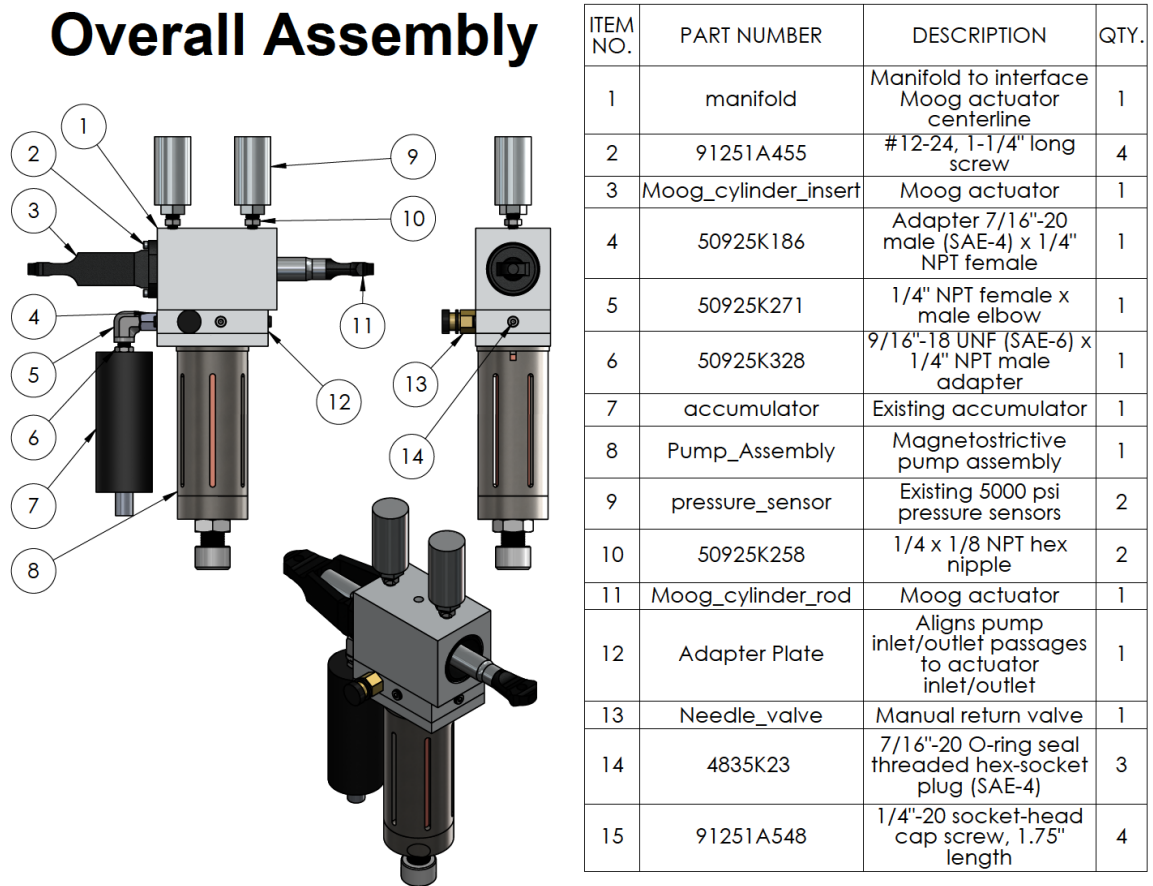 Overall Assembly
1
2
3
4
5
6
7
8
9
10
11
12
13
14
ITEM NO. PART NUMBER DESCRIPTION QTY.
1 manifold Manifold to interface
Moog actuator
centerline 1
2 91251A455 #12-24, 1-1/4" long
screw 4
3 Moog_cylinder_insert Moog actuator 1
4 50925K186 Adapter 7/16"-20
male (SAE-4) x 1/4"
NPT female 1
5 50925K271 1/4" NPT female x
male elbow 1
6 50925K328 9/16"-18 UNF (SAE-6) x
1/4" NPT male
adapter 1
7 accumulator Existing accumulator 1
8 Pump_Assembly Magnetostrictive
pump assembly 1
9 pressure_sensor Existing 5000 psi
pressure sensors 2
10 50925K258 1/4 x 1/8 NPT hex
nipple 2
11 Moog_cylinder_rod Moog actuator 1
12 Adapter Plate Aligns pump
inlet/outlet passages
to actuator
inlet/outlet 1
13 Needle_valve Manual return valve 1
14 4835K23 7/16"-20 O-ring seal
threaded hex-socket
plug (SAE-4) 3
15 91251A548 1/4"-20 socket-head
cap screw, 1.75"
length 4